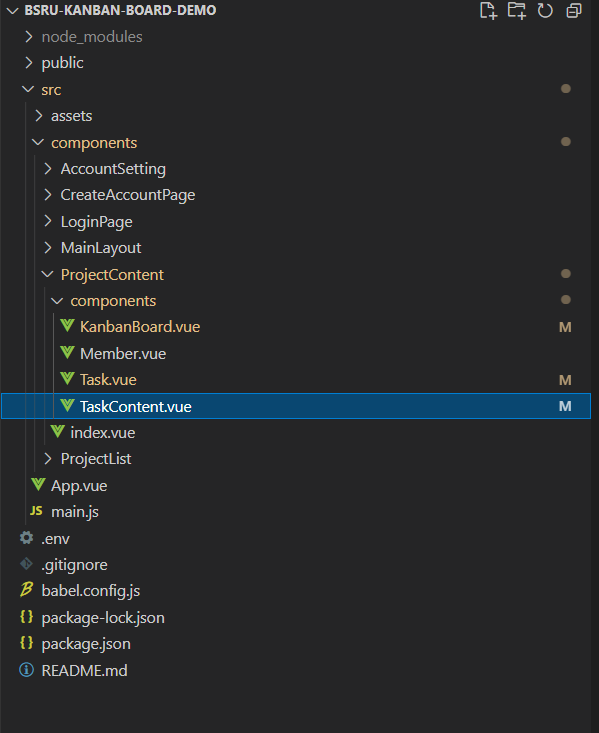 BSRU-KANBAN-BOARD-DEMO
node_modules
public
src
assets
components
AccountSetting
CreateAccountPage
LoginPage
MainLayout
ProjectContent
components
KanbanBoard.vue M
Member.vue
Task.vue M
TaskContent.vue M
index.vue
ProjectList
App.vue
JS main.js
.env
.gitignore
babel.config.js
{ } package-lock.json
{ } package.json
README.md